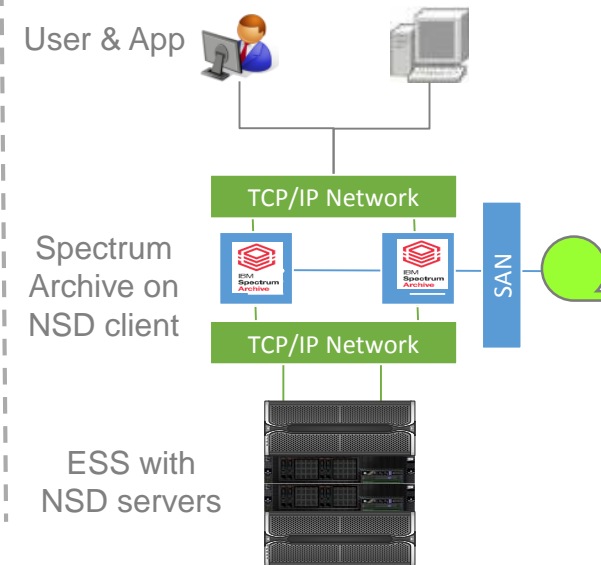 User & App
TCP/IP Network
Spectrum
Archive on
NSD client
IBM
Spectrum
Archive
IBM
Spectrum
Archive
SAN
TCP/IP Network
ESS with
NSD servers